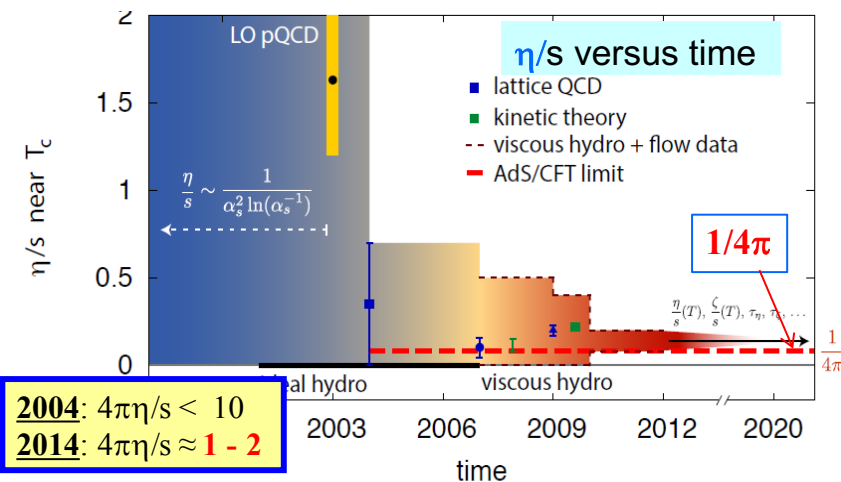 2
LO pQCD
η/s versus time
lattice QCD
kinetic theory
viscous hydro + flow data
AdS/CFT limit
1.5
η/s near T_c
1
η/s ~ 1/(α_s² ln(α_s⁻¹))
1/4π
0.5
η/s(T), ζ/s(T), τ_η, τ_ζ, ...
1/4π
0
eal hydro
viscous hydro
2004: 4πη/s < 10
2014: 4πη/s ≈ 1 - 2
2003 2006 2009 2012 2020
time